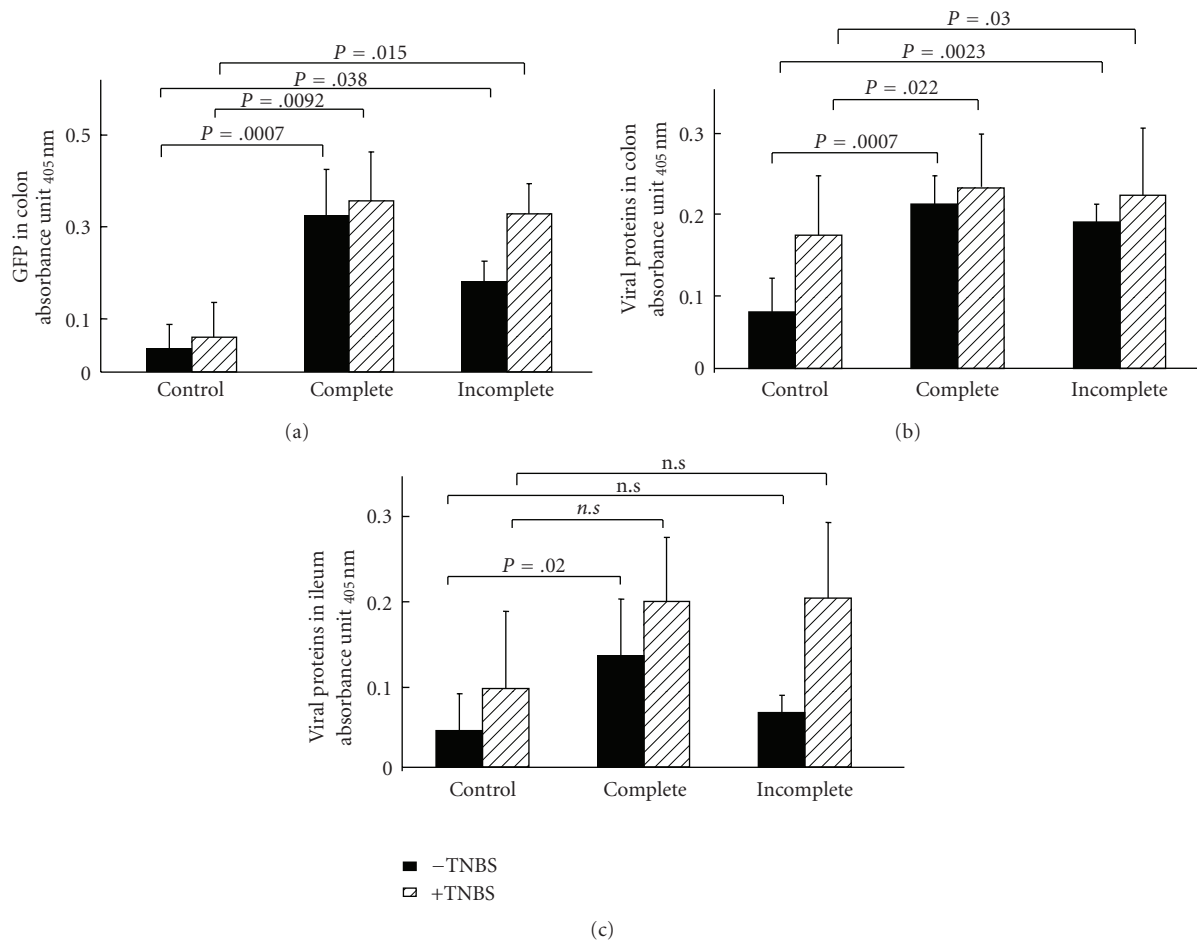 P = .015
P = .038
P = .0092
P = .0007
0.5
0.3
0.1
0
GFP in colon
absorbance unit 405 nm
Control Complete Incomplete
(a)
P = .03
P = .0023
P = .022
P = .0007
0.3
0.2
0.1
0
Viral proteins in colon
absorbance unit 405 nm
Control Complete Incomplete
(b)
n.s
n.s
n.s
P = .02
0.3
0.2
0.1
0
Viral proteins in ileum
absorbance unit 405 nm
Control Complete Incomplete
−TNBS
+TNBS
(c)